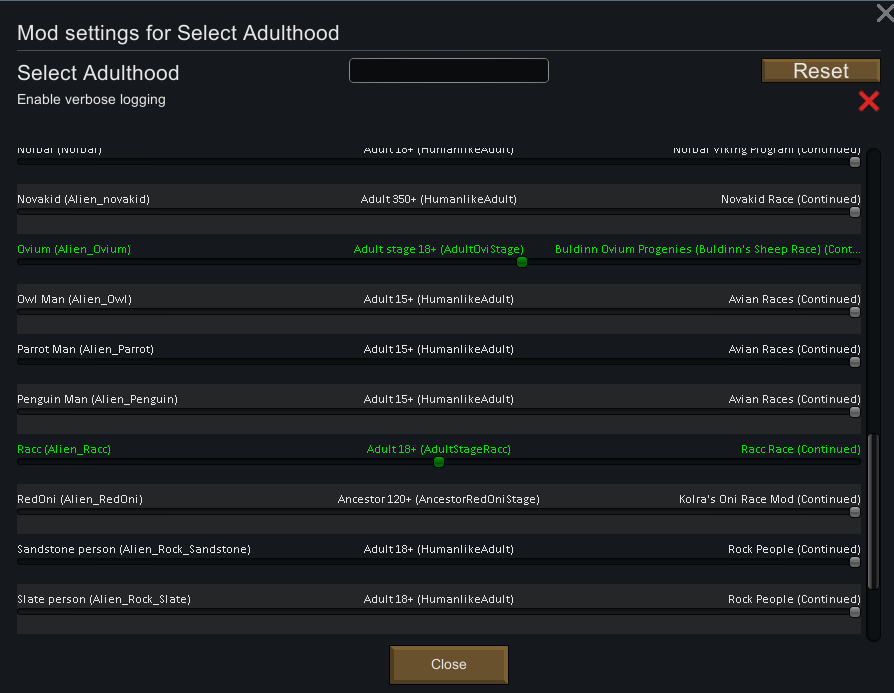 Mod settings for Select Adulthood
Select Adulthood
Reset
Enable verbose logging
Norbal (Norbal) Adult 18+ (HumanlikeAdult) Norbal Viking Program (Continued)
Novakid (Alien_novakid) Adult 350+ (HumanlikeAdult) Novakid Race (Continued)
Ovium (Alien_Ovium) Adult stage 18+ (AdultOviStage) Buldinn Ovium Progenies (Buldinn's Sheep Race) (Cont...
Owl Man (Alien_Owl) Adult 15+ (HumanlikeAdult) Avian Races (Continued)
Parrot Man (Alien_Parrot) Adult 15+ (HumanlikeAdult) Avian Races (Continued)
Penguin Man (Alien_Penguin) Adult 15+ (HumanlikeAdult) Avian Races (Continued)
Racc (Alien_Racc) Adult 18+ (AdultStageRacc) Racc Race (Continued)
RedOni (Alien_RedOni) Ancestor 120+ (AncestorRedOniStage) Kolra's Oni Race Mod (Continued)
Sandstone person (Alien_Rock_Sandstone) Adult 18+ (HumanlikeAdult) Rock People (Continued)
Slate person (Alien_Rock_Slate) Adult 18+ (HumanlikeAdult) Rock People (Continued)
Close